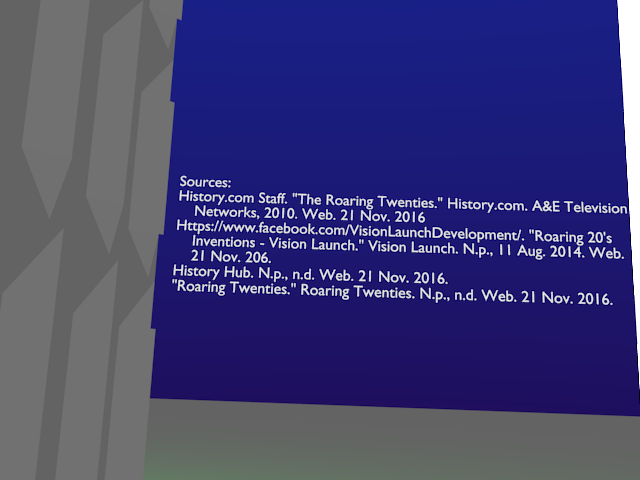 Sources:
History.com Staff. "The Roaring Twenties." History.com. A&E Television
Networks, 2010. Web. 21 Nov. 2016
Https://www.facebook.com/VisionLaunchDevelopment/. "Roaring 20's
Inventions - Vision Launch." Vision Launch. N.p., 11 Aug. 2014. Web.
21 Nov. 206.
History Hub. N.p., n.d. Web. 21 Nov. 2016.
"Roaring Twenties." Roaring Twenties. N.p., n.d. Web. 21 Nov. 2016.